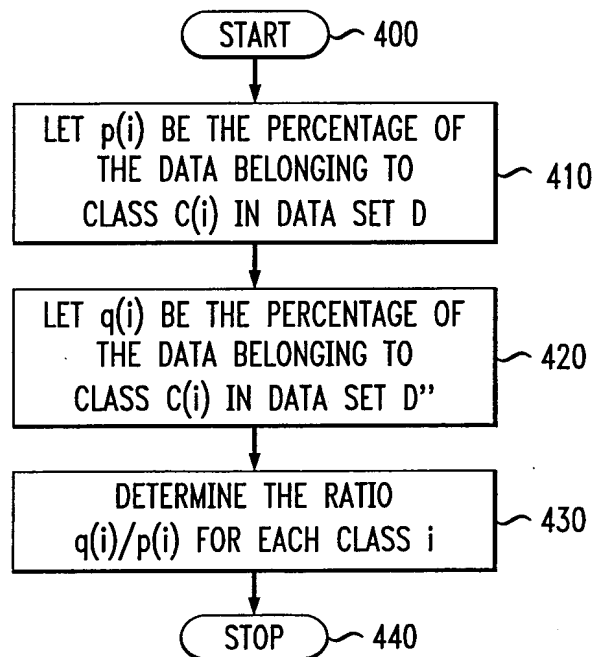 START 400
LET p(i) BE THE PERCENTAGE OF
THE DATA BELONGING TO
CLASS C(i) IN DATA SET D
410
LET q(i) BE THE PERCENTAGE OF
THE DATA BELONGING TO
CLASS C(i) IN DATA SET D”
420
DETERMINE THE RATIO
q(i)/p(i) FOR EACH CLASS i
430
STOP 440